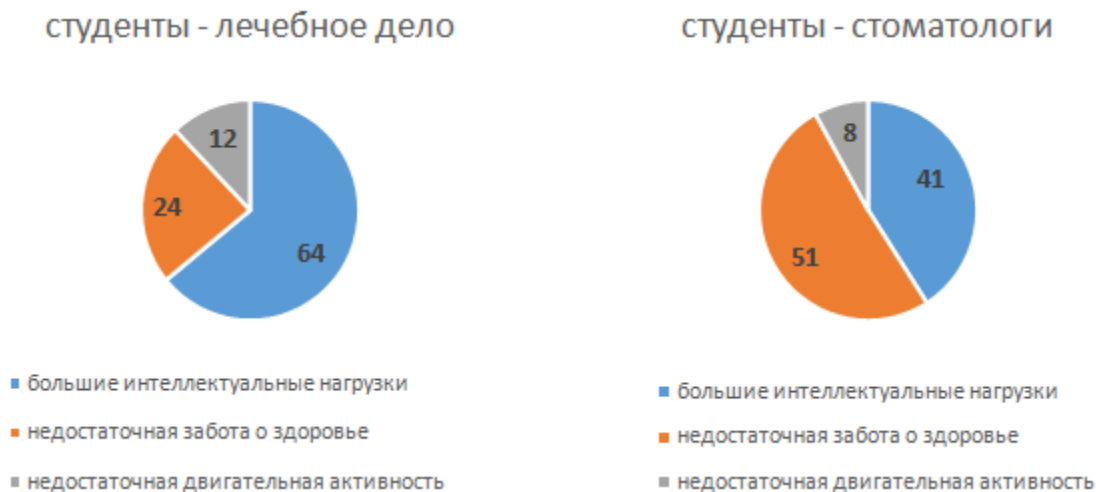 студенты - лечебное дело
12
24
64
большие интеллектуальные нагрузки
недостаточная забота о здоровье
недостаточная двигательная активность
студенты - стоматологи
8
41
51
большие интеллектуальные нагрузки
недостаточная забота о здоровье
недостаточная двигательная активность